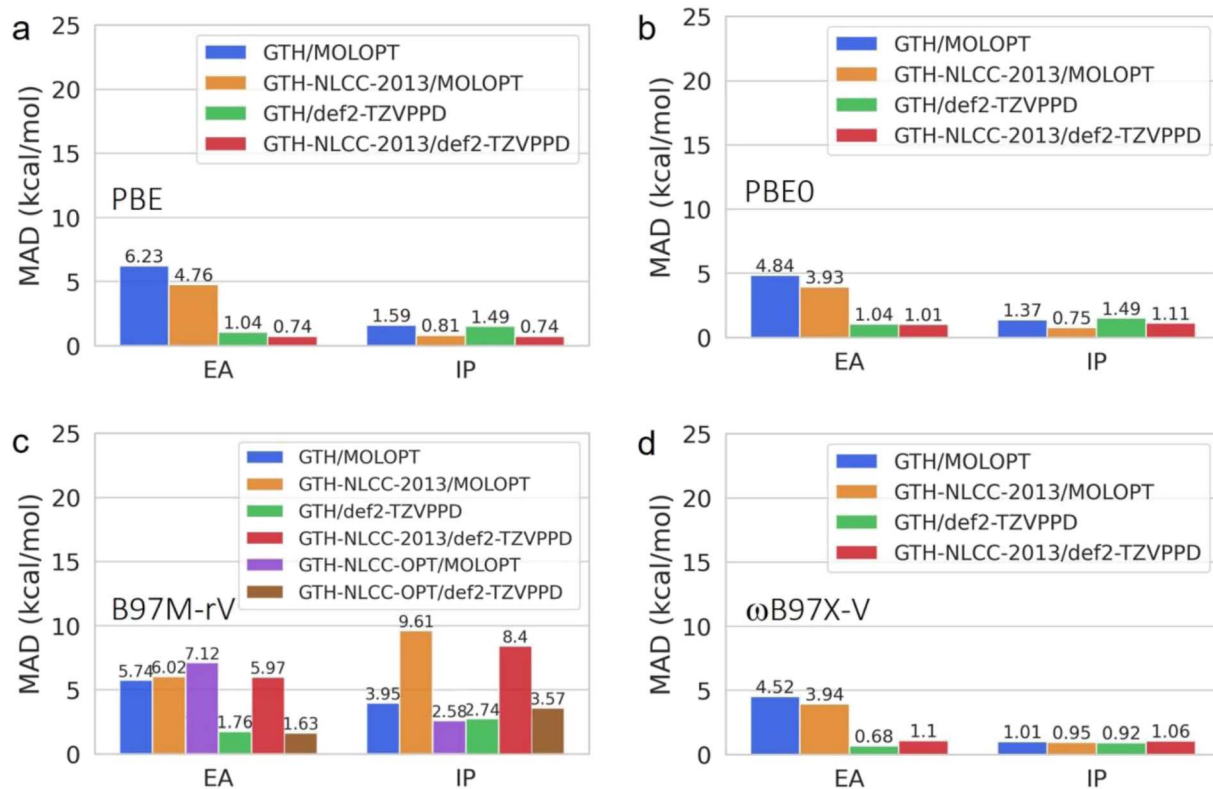 a
MAD (kcal/mol)
25
20
15
10
5
0
GTH/MOLOPT
GTH-NLCC-2013/MOLOPT
GTH/def2-TZVPPD
GTH-NLCC-2013/def2-TZVPPD
PBE
6.23
4.76
1.04
0.74
1.59
0.81
1.49
0.74
EA
IP
b
MAD (kcal/mol)
25
20
15
10
5
0
GTH/MOLOPT
GTH-NLCC-2013/MOLOPT
GTH/def2-TZVPPD
GTH-NLCC-2013/def2-TZVPPD
PBE0
4.84
3.93
1.04
1.01
1.37
0.75
1.49
1.11
EA
IP
c
MAD (kcal/mol)
25
20
15
10
5
0
GTH/MOLOPT
GTH-NLCC-2013/MOLOPT
GTH/def2-TZVPPD
GTH-NLCC-2013/def2-TZVPPD
GTH-NLCC-OPT/MOLOPT
GTH-NLCC-OPT/def2-TZVPPD
B97M-rV
5.74
6.02
7.12
1.76
5.97
1.63
3.95
9.61
2.58
2.74
8.4
3.57
EA
IP
d
MAD (kcal/mol)
25
20
15
10
5
0
GTH/MOLOPT
GTH-NLCC-2013/MOLOPT
GTH/def2-TZVPPD
GTH-NLCC-2013/def2-TZVPPD
ωB97X-V
4.52
3.94
0.68
1.1
1.01
0.95
0.92
1.06
EA
IP